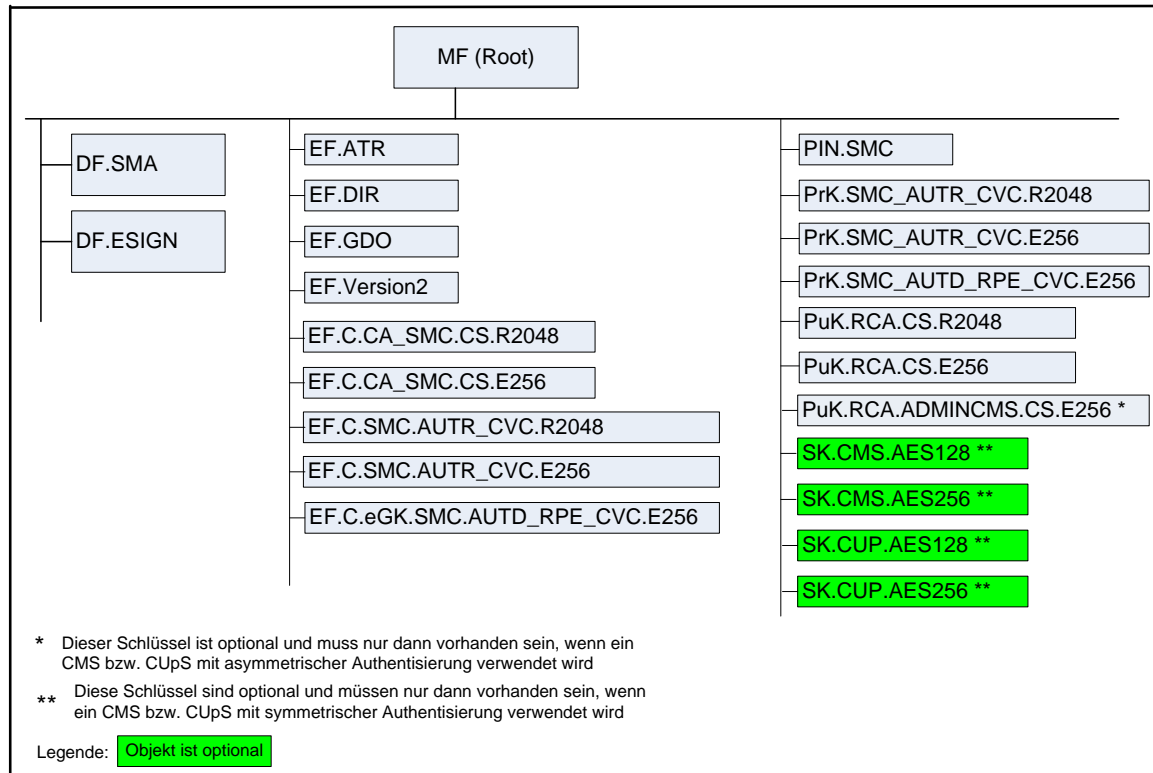 MF (Root)
DF.SMA
DF.ESIGN
EF.ATR
EF.DIR
EF.GDO
EF.Version2
EF.C.CA_SMC.CS.R2048
EF.C.CA_SMC.CS.E256
EF.C.SMC.AUTR_CVC.R2048
EF.C.SMC.AUTR_CVC.E256
EF.C.eGK.SMC.AUTD_RPE_CVC.E256
PIN.SMC
PrK.SMC_AUTR_CVC.R2048
PrK.SMC_AUTR_CVC.E256
PrK.SMC_AUTD_RPE_CVC.E256
PuK.RCA.CS.R2048
PuK.RCA.CS.E256
PuK.RCA.ADMINCMS.CS.E256 *
SK.CMS.AES128 **
SK.CMS.AES256 **
SK.CUP.AES128 **
SK.CUP.AES256 **
* Dieser Schlüssel ist optional und muss nur dann vorhanden sein, wenn ein
CMS bzw. CUpS mit asymmetrischer Authentisierung verwendet wird
** Diese Schlüssel sind optional und müssen nur dann vorhanden sein, wenn
ein CMS bzw. CUpS mit symmetrischer Authentisierung verwendet wird
Legende: Objekt ist optional